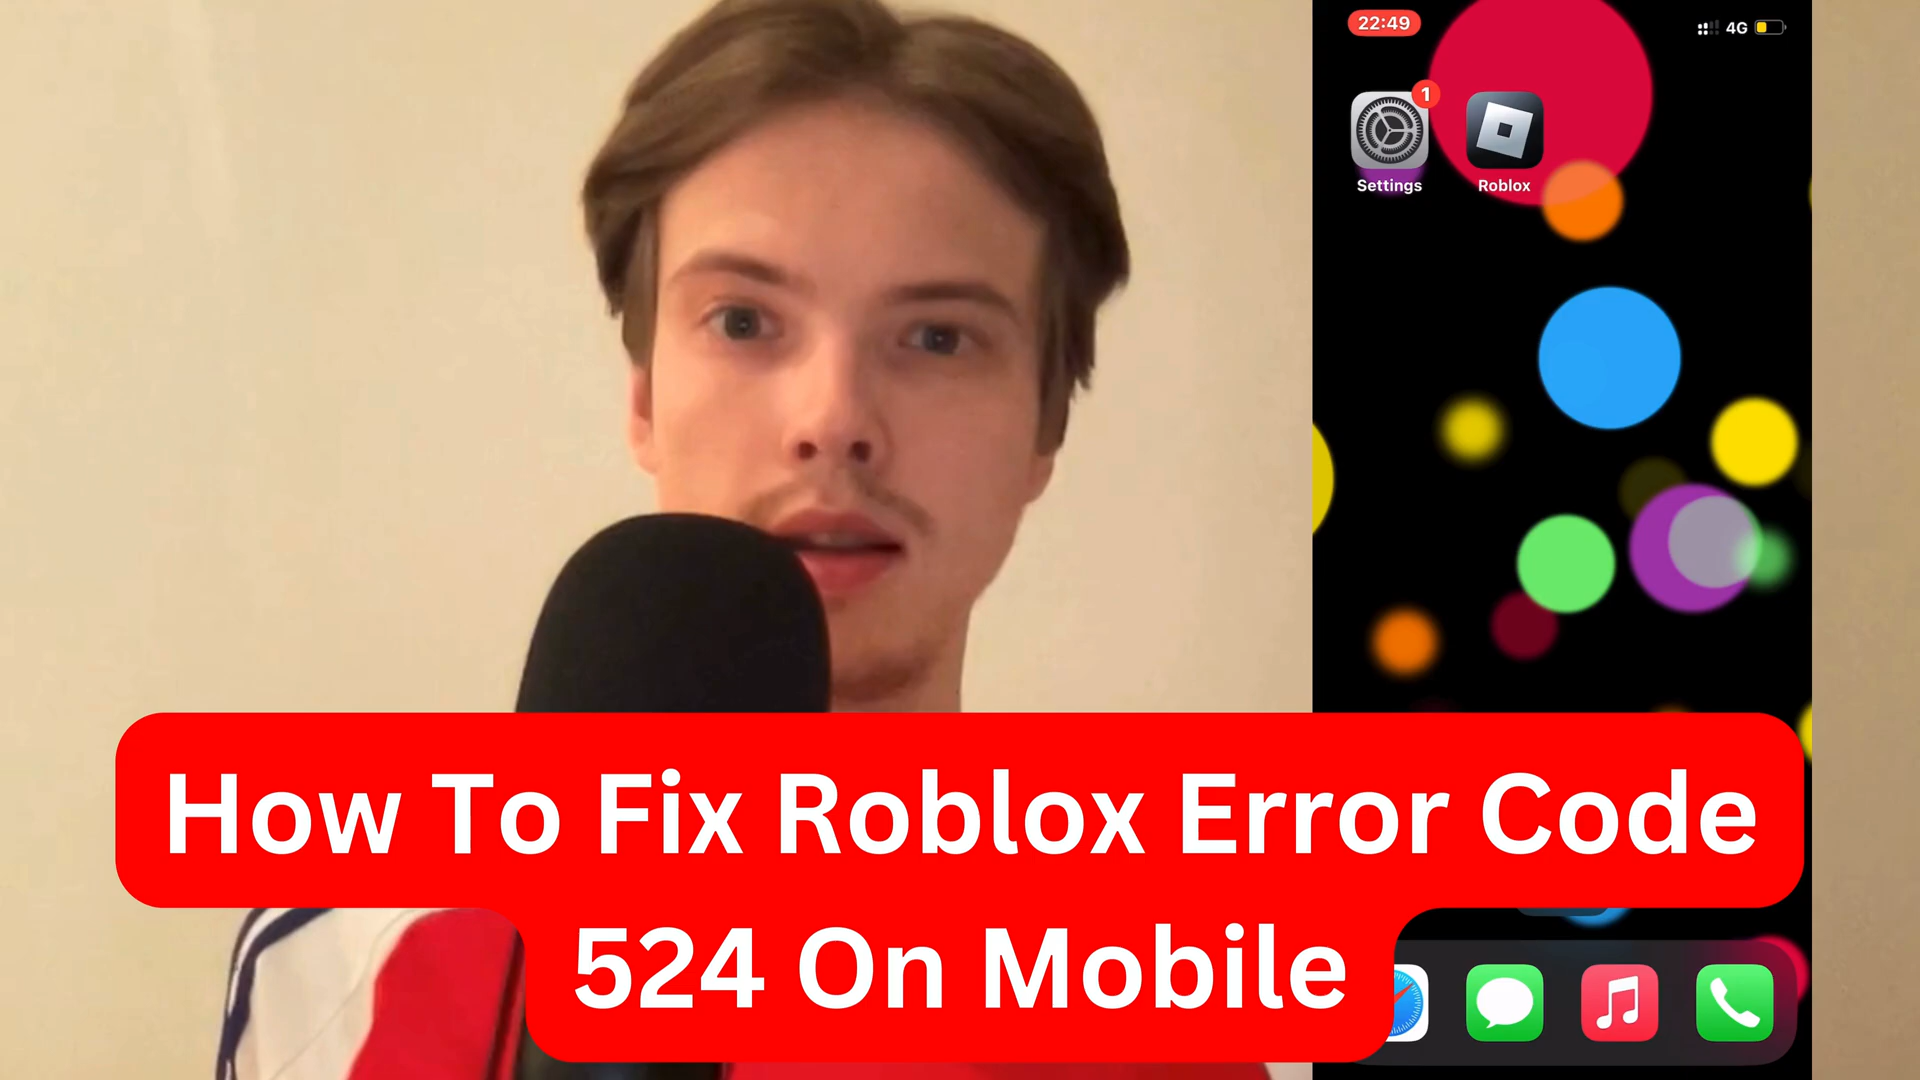 22:49
4G
1
Settings
Roblox
How To Fix Roblox Error Code
524 On Mobile